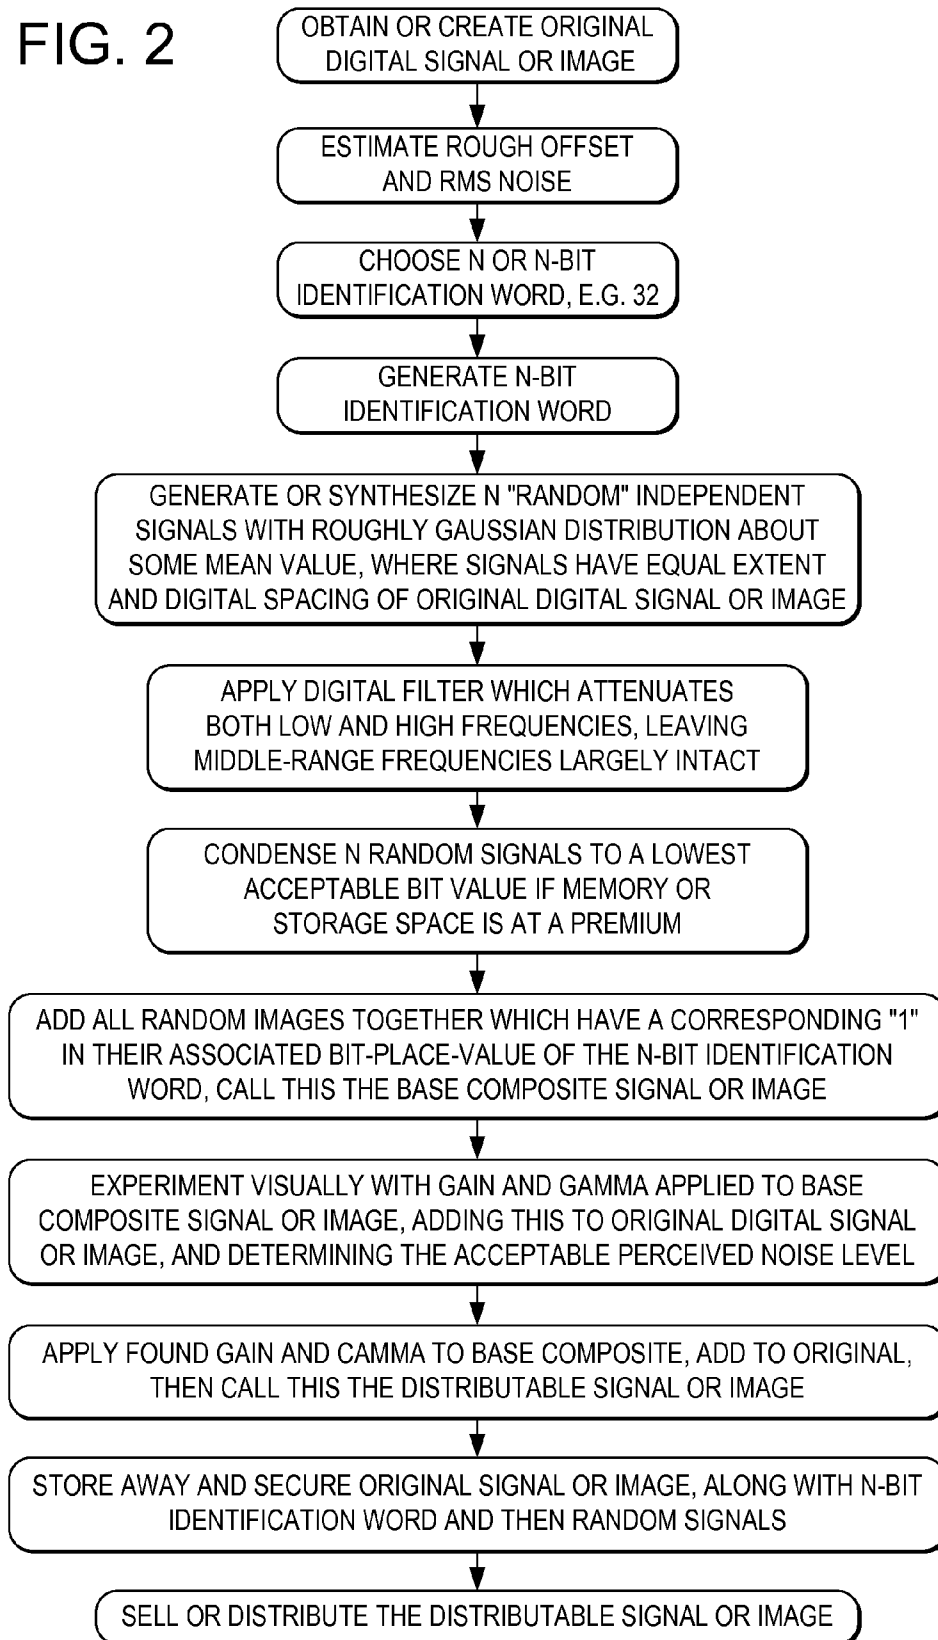 FIG. 2
OBTAIN OR CREATE ORIGINAL
DIGITAL SIGNAL OR IMAGE
ESTIMATE ROUGH OFFSET
AND RMS NOISE
CHOOSE N OR N-BIT
IDENTIFICATION WORD, E.G. 32
GENERATE N-BIT
IDENTIFICATION WORD
GENERATE OR SYNTHESIZE N "RANDOM" INDEPENDENT
SIGNALS WITH ROUGHLY GAUSSIAN DISTRIBUTION ABOUT
SOME MEAN VALUE, WHERE SIGNALS HAVE EQUAL EXTENT
AND DIGITAL SPACING OF ORIGINAL DIGITAL SIGNAL OR IMAGE
APPLY DIGITAL FILTER WHICH ATTENUATES
BOTH LOW AND HIGH FREQUENCIES, LEAVING
MIDDLE-RANGE FREQUENCIES LARGELY INTACT
CONDENSE N RANDOM SIGNALS TO A LOWEST
ACCEPTABLE BIT VALUE IF MEMORY OR
STORAGE SPACE IS AT A PREMIUM
ADD ALL RANDOM IMAGES TOGETHER WHICH HAVE A CORRESPONDING "1"
IN THEIR ASSOCIATED BIT-PLACE-VALUE OF THE N-BIT IDENTIFICATION
WORD, CALL THIS THE BASE COMPOSITE SIGNAL OR IMAGE
EXPERIMENT VISUALLY WITH GAIN AND GAMMA APPLIED TO BASE
COMPOSITE SIGNAL OR IMAGE, ADDING THIS TO ORIGINAL DIGITAL SIGNAL
OR IMAGE, AND DETERMINING THE ACCEPTABLE PERCEIVED NOISE LEVEL
APPLY FOUND GAIN AND CAMMA TO BASE COMPOSITE, ADD TO ORIGINAL,
THEN CALL THIS THE DISTRIBUTABLE SIGNAL OR IMAGE
STORE AWAY AND SECURE ORIGINAL SIGNAL OR IMAGE, ALONG WITH N-BIT
IDENTIFICATION WORD AND THEN RANDOM SIGNALS
SELL OR DISTRIBUTE THE DISTRIBUTABLE SIGNAL OR IMAGE